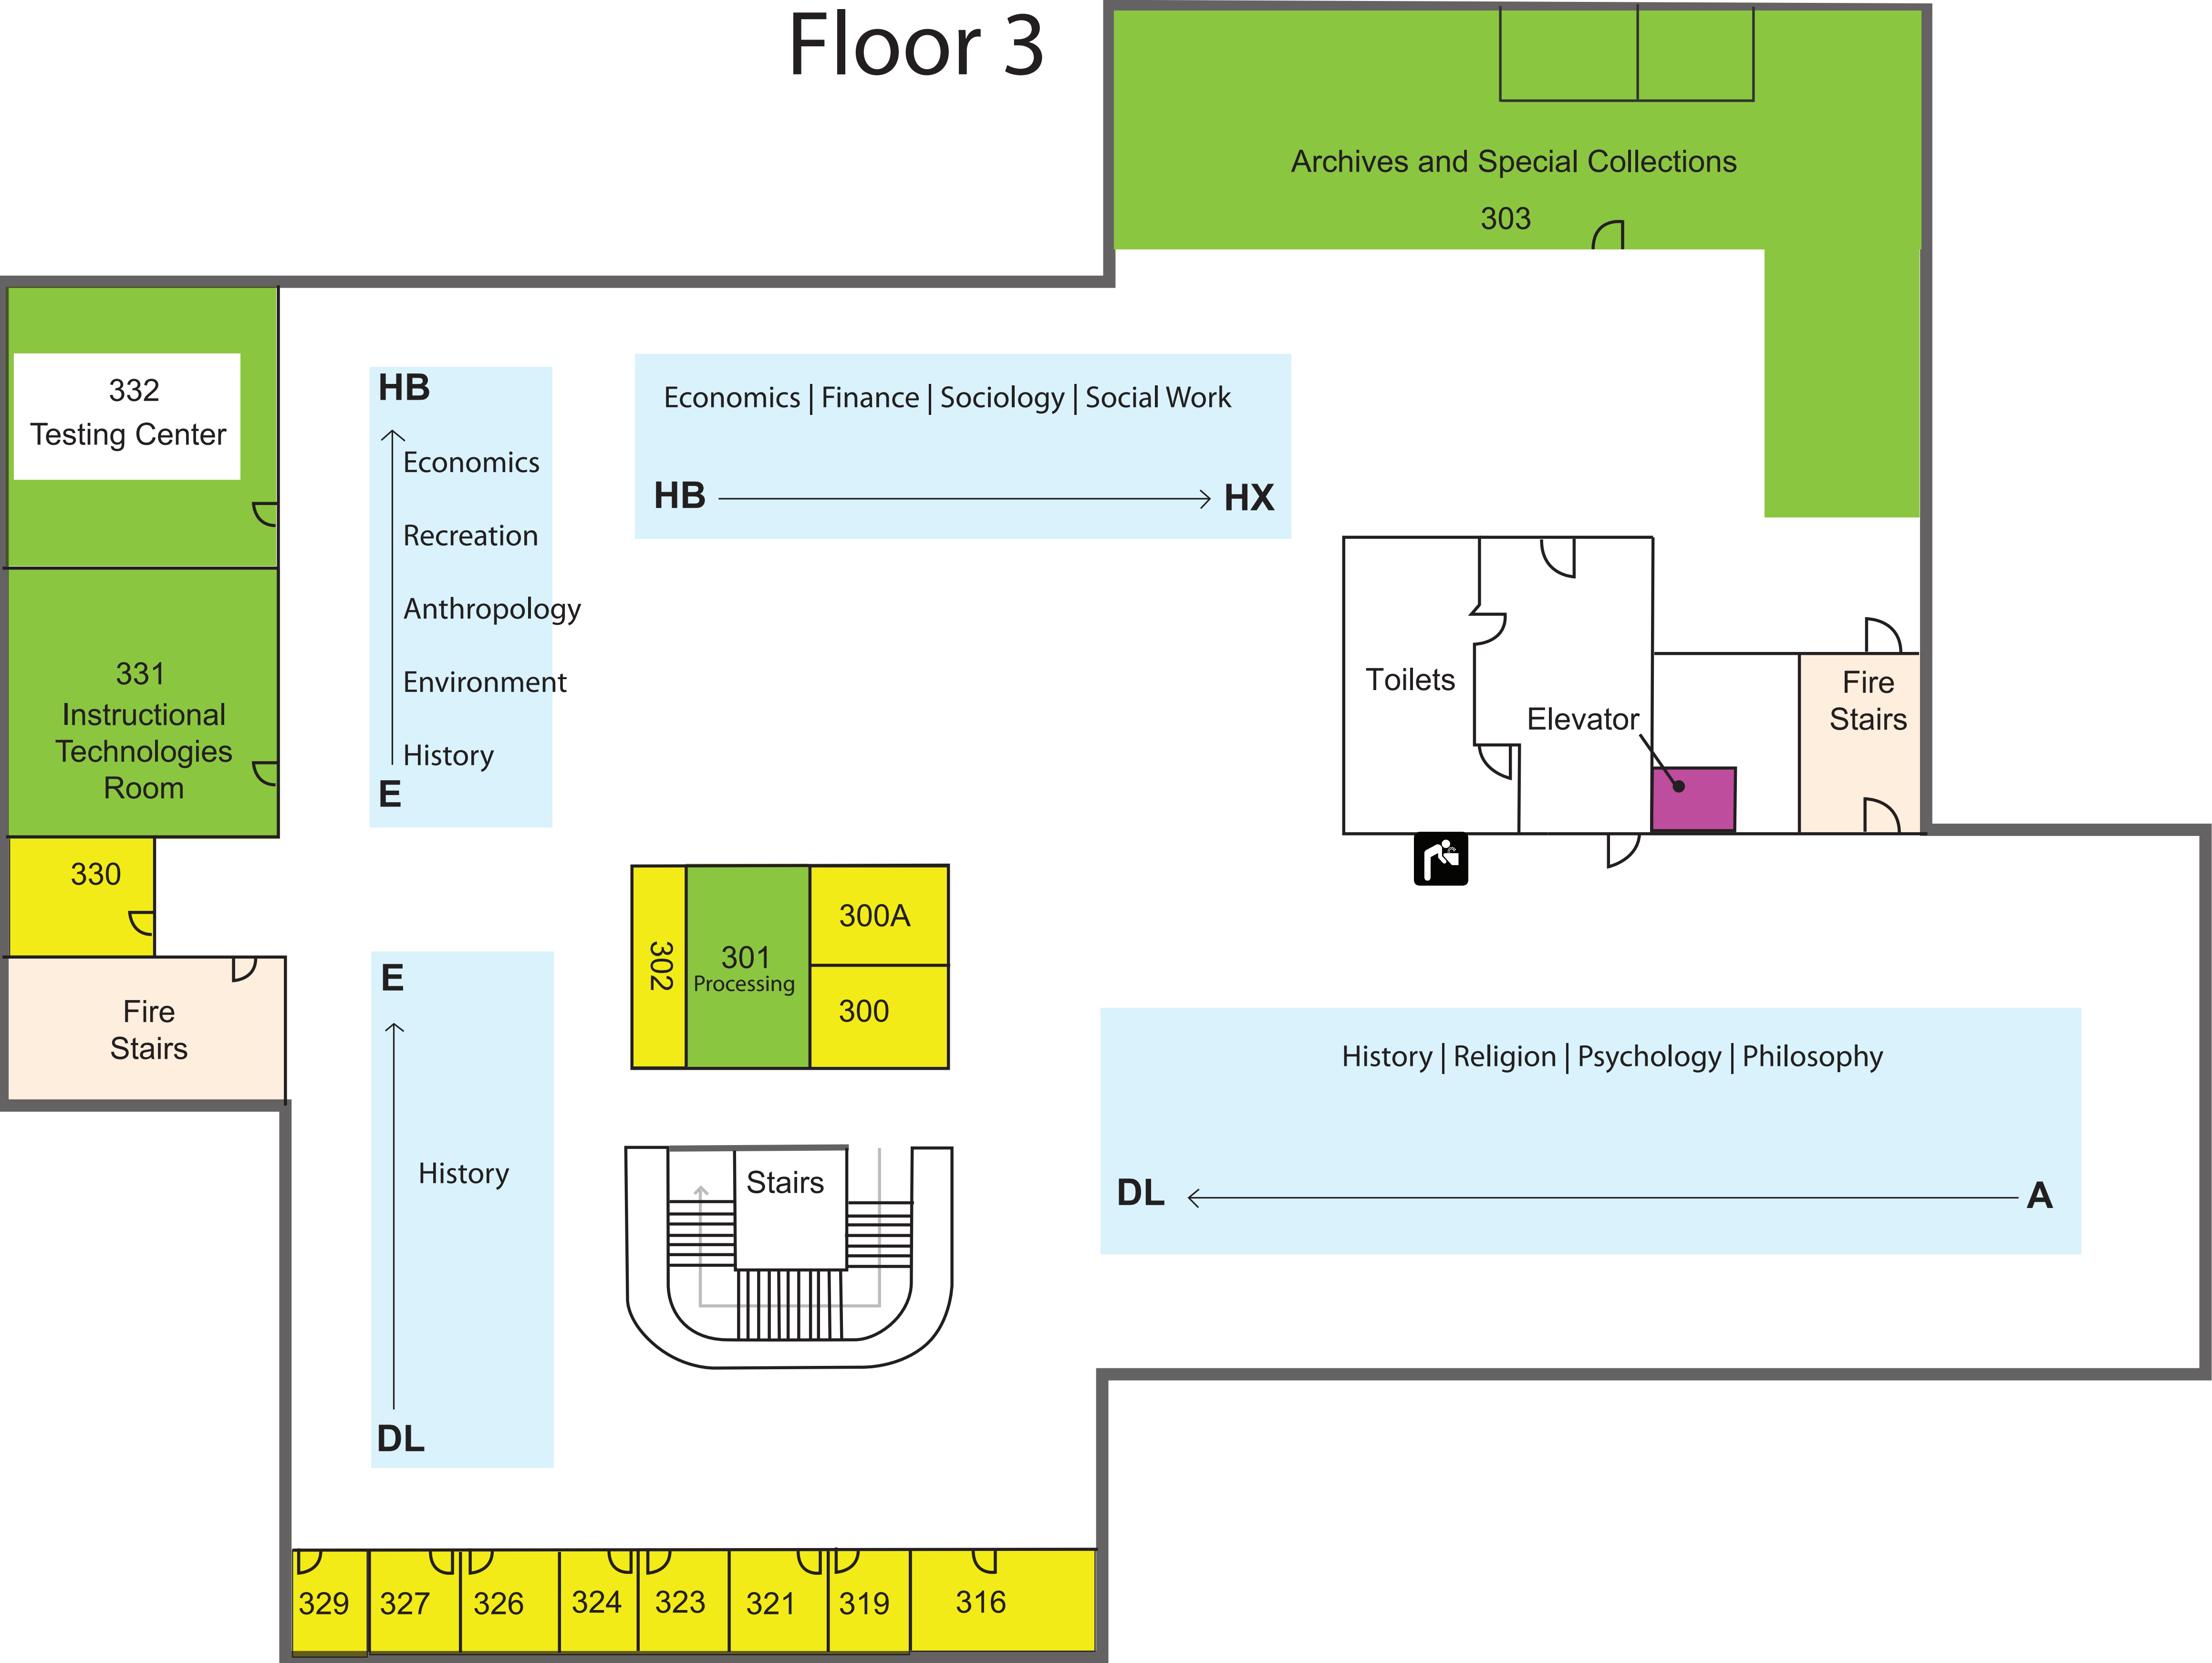 Floor 3
Archives and Special Collections
303
332
Testing Center
HB
Economics
Recreation
Anthropology
Environment
History
E
Economics | Finance | Sociology | Social Work
HB
HX
331
Instructional
Technologies
Room
Toilets
Elevator
Fire
Stairs
330
Fire
Stairs
302
301
Processing
300A
300
E
History
DL
Stairs
History | Religion | Psychology | Philosophy
DL
A
329
327
326
324
323
321
319
316